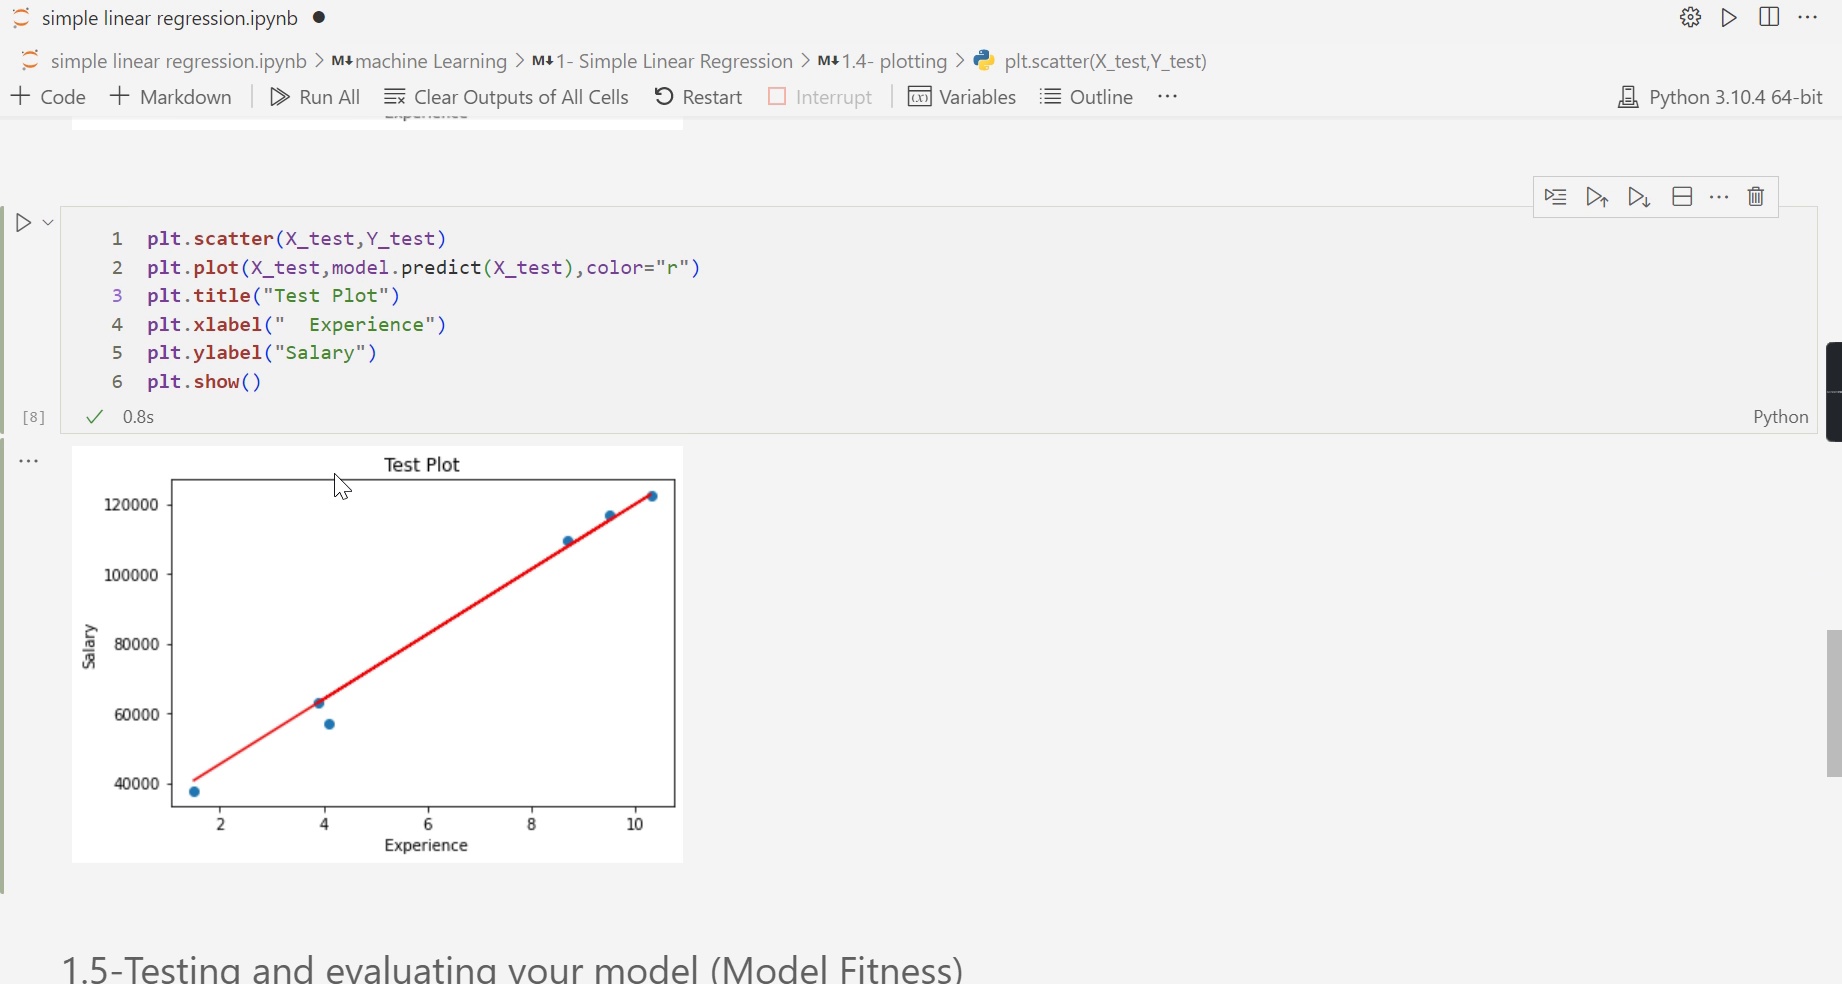 simple linear regression.ipynb
simple linear regression.ipynb > M↓ machine Learning > M↓ 1- Simple Linear Regression > M↓ 1.4- plotting > plt.scatter(X_test,Y_test)
+ Code + Markdown Run All Clear Outputs of All Cells Restart Interrupt Variables Outline ... Python 3.10.4 64-bit
Experience
1 plt.scatter(X_test,Y_test)
2 plt.plot(X_test,model.predict(X_test),color="r")
3 plt.title("Test Plot")
4 plt.xlabel("  Experience")
5 plt.ylabel("Salary")
6 plt.show()
[8] 0.8s Python
Test Plot
120000
100000
80000
60000
40000
Salary
2 4 6 8 10
Experience
1.5-Testing and evaluating your model (Model Fitness)